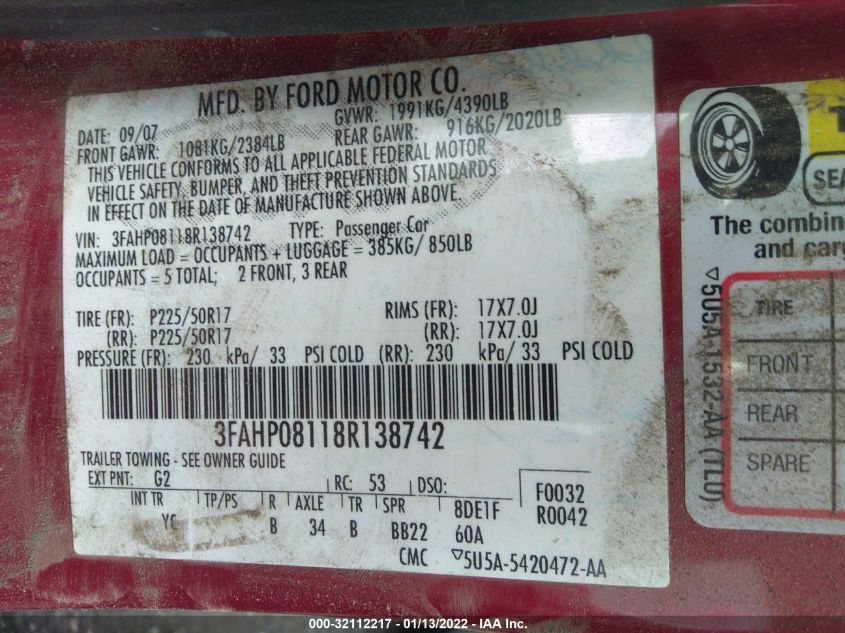 MFD. BY FORD MOTOR CO.
DATE: 09/07 GVWR: 1991KG/4390LB
FRONT GAWR: 1081KG/2384LB REAR GAWR: 916KG/2020LB
THIS VEHICLE CONFORMS TO ALL APPLICABLE FEDERAL MOTOR
VEHICLE SAFETY, BUMPER, AND THEFT PREVENTION STANDARDS
IN EFFECT ON THE DATE OF MANUFACTURE SHOWN ABOVE.
VIN: 3FAHP08118R138742 TYPE: Passenger Car
MAXIMUM LOAD = OCCUPANTS + LUGGAGE = 385KG/ 850LB
OCCUPANTS = 5 TOTAL; 2 FRONT, 3 REAR
TIRE (FR): P225/50R17 RIMS (FR): 17X7.0J
(RR): P225/50R17 (RR): 17X7.0J
PRESSURE (FR): 230 kPa/ 33 PSI COLD (RR): 230 kPa/ 33 PSI COLD
3FAHP08118R138742
TRAILER TOWING - SEE OWNER GUIDE
EXT PNT: G2 RC: 53 DSO: F0032
INT TR TP/PS R AXLE TR SPR 8DE1F R0042
YC B 34 B BB22 60A
CMC ▽5U5A-5420472-AA
T
SEA
The combin
and carg
TIRE
FRONT
REAR
SPARE
▽5U5A-1532-AA (TLU)
000-32112217 - 01/13/2022 - IAA Inc.